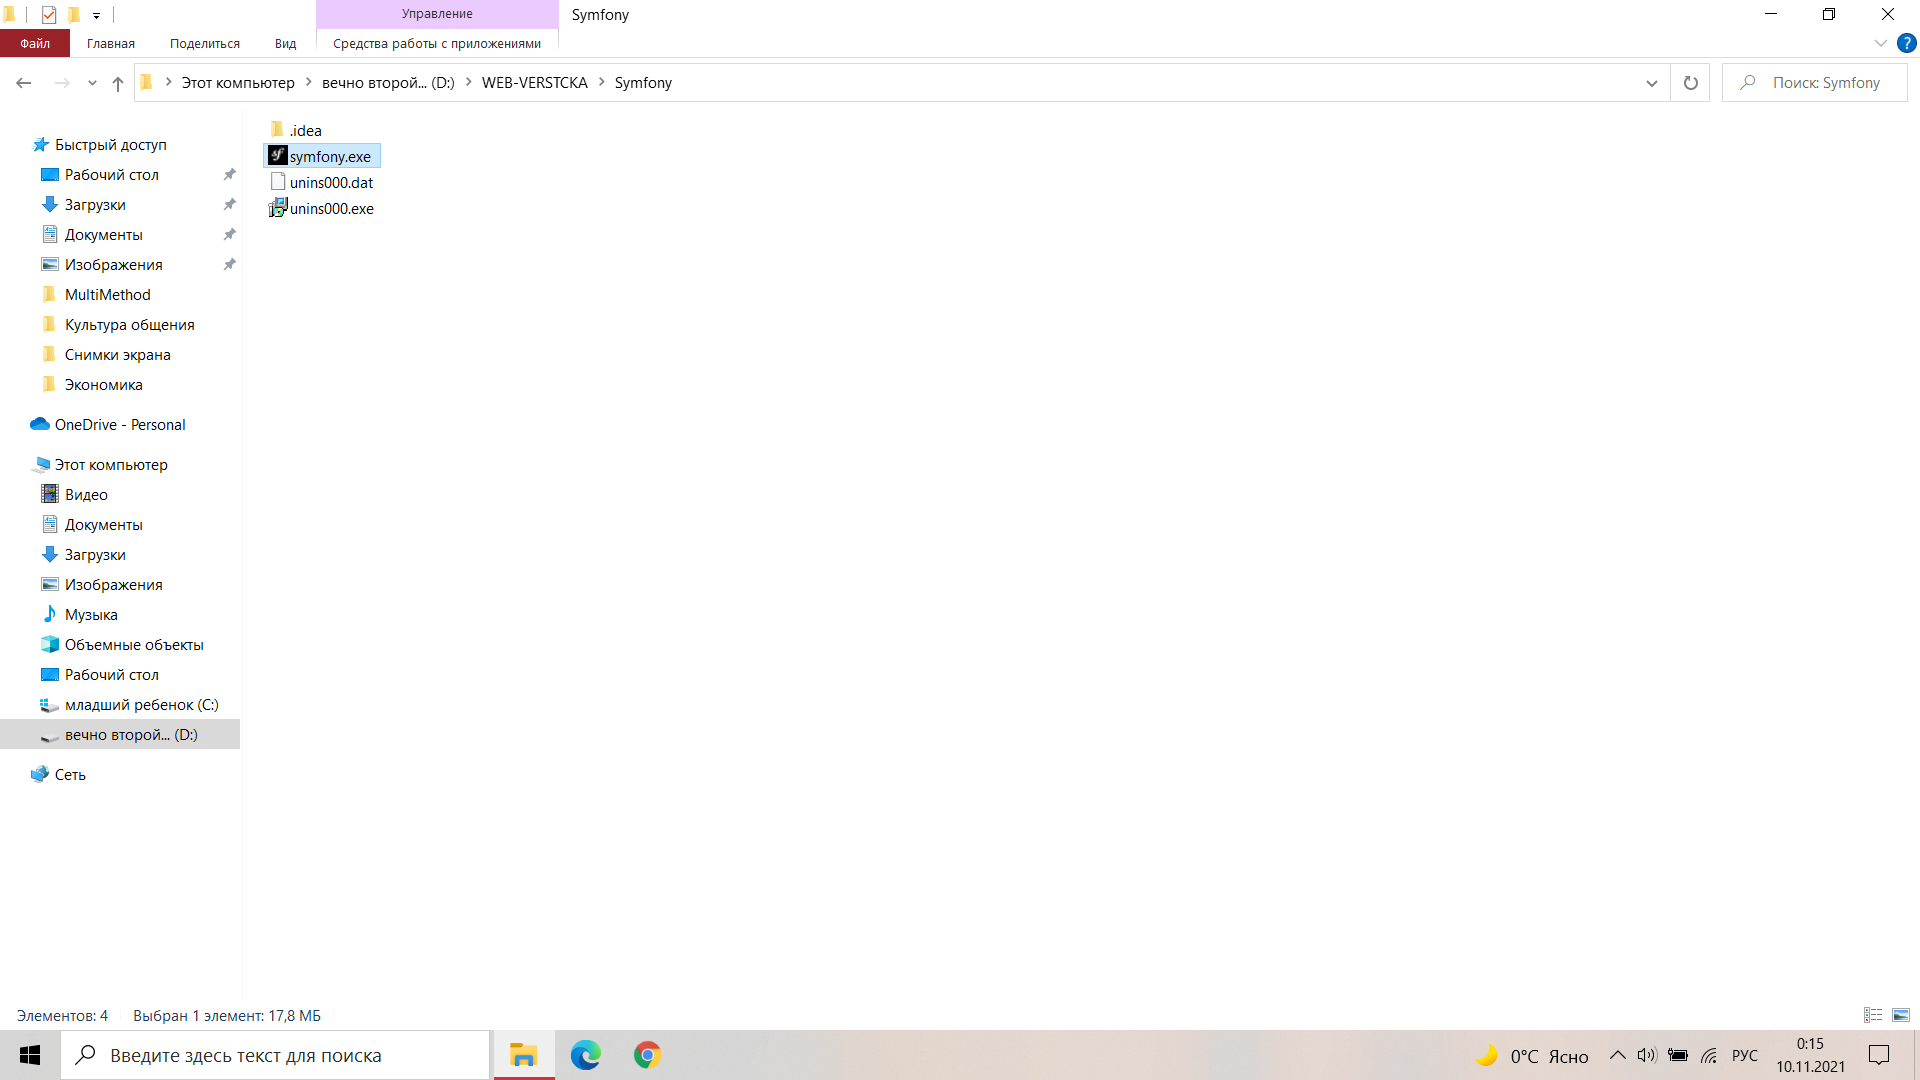 Управление
Symfony
Файл
Главная
Поделиться
Вид
Средства работы с приложениями
?
Этот компьютер
вечно второй... (D:)
WEB-VERSTCKA
Symfony
Поиск: Symfony
Быстрый доступ
Рабочий стол
Загрузки
Документы
Изображения
MultiMethod
Культура общения
Снимки экрана
Экономика
OneDrive - Personal
Этот компьютер
Видео
Документы
Загрузки
Изображения
Музыка
Объемные объекты
Рабочий стол
младший ребенок (C:)
вечно второй... (D:)
Сеть
.idea
sf symfony.exe
unins000.dat
unins000.exe
Элементов: 4
Выбран 1 элемент: 17,8 МБ
Введите здесь текст для поиска
0°C Ясно
РУС
0:15
10.11.2021